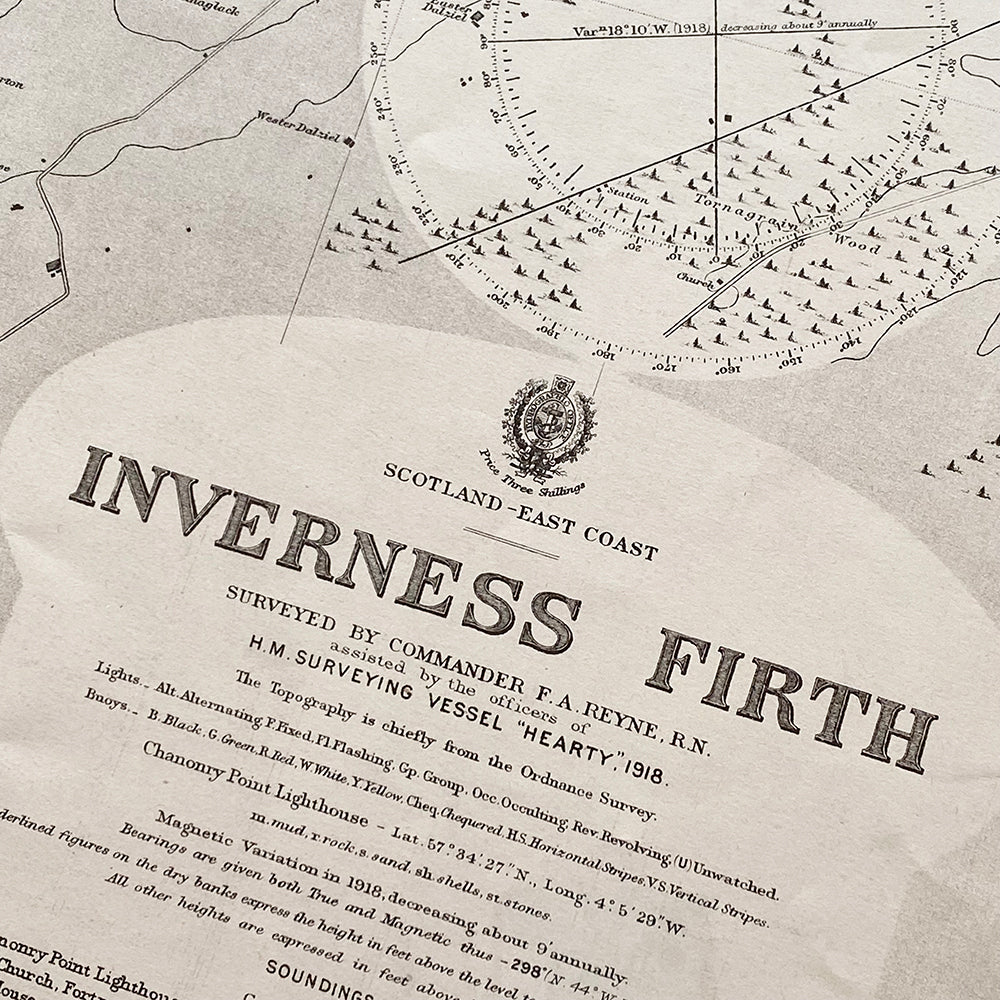 Easter
Dalziel
Var.n 18° 10'. W. (1918) decreasing about 9' annually
Wester Dalziel
Station
Tornagrain
Wood
Church
HYDROGRAPHIC OFFICE
Price Three Shillings
SCOTLAND-EAST COAST
INVERNESS FIRTH
SURVEYED BY COMMANDER F. A. REYNE, R.N.
assisted by the officers of
H.M. SURVEYING VESSEL "HEARTY", 1918.
The Topography is chiefly from the Ordnance Survey.
Lights._ Alt. Alternating, F. Fixed, Fl. Flashing, Gp. Group, Occ. Occulting, Rev. Revolving, (U) Unwatched.
Buoys._ B. Black, G. Green, R. Red, W. White, Y. Yellow, Cheq. Chequered, H.S. Horizontal Stripes, V.S. Vertical Stripes.
Chanonry Point Lighthouse - Lat. 57° 34' 27" N., Long. 4° 5' 29" W.
m. mud, r. rock, s. sand, sh. shells, st. stones.
Magnetic Variation in 1918, decreasing about 9' annually.
Bearings are given both True and Magnetic thus - 298° (N. 44° W.
figures on the dry banks express the height in feet above the level
All other heights are expressed in feet above
SOUNDINGS
Point Lighthouse
Church,